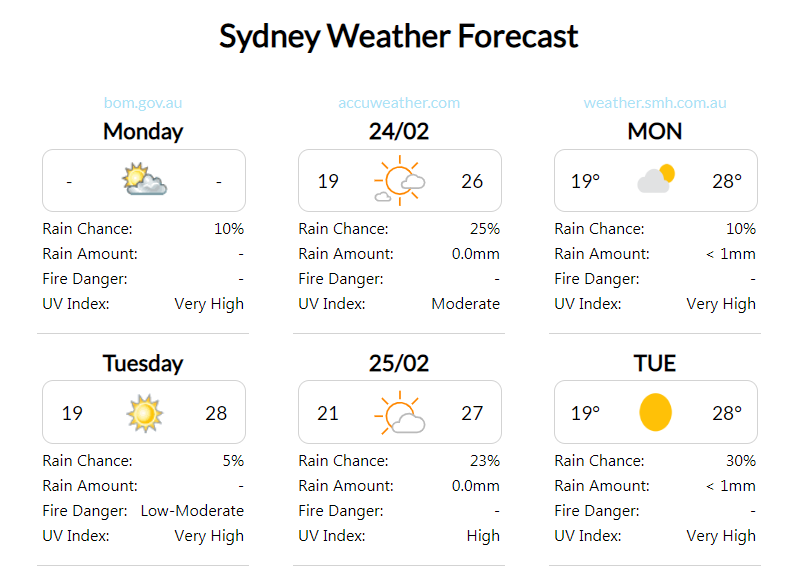 Sydney Weather Forecast
bom.gov.au
Monday
- -
Rain Chance: 10%
Rain Amount: -
Fire Danger: -
UV Index: Very High
Tuesday
19 28
Rain Chance: 5%
Rain Amount: -
Fire Danger: Low-Moderate
UV Index: Very High
accuweather.com
24/02
19 26
Rain Chance: 25%
Rain Amount: 0.0mm
Fire Danger: -
UV Index: Moderate
25/02
21 27
Rain Chance: 23%
Rain Amount: 0.0mm
Fire Danger: -
UV Index: High
weather.smh.com.au
MON
19° 28°
Rain Chance: 10%
Rain Amount: < 1mm
Fire Danger: -
UV Index: Very High
TUE
19° 28°
Rain Chance: 30%
Rain Amount: < 1mm
Fire Danger: -
UV Index: Very High